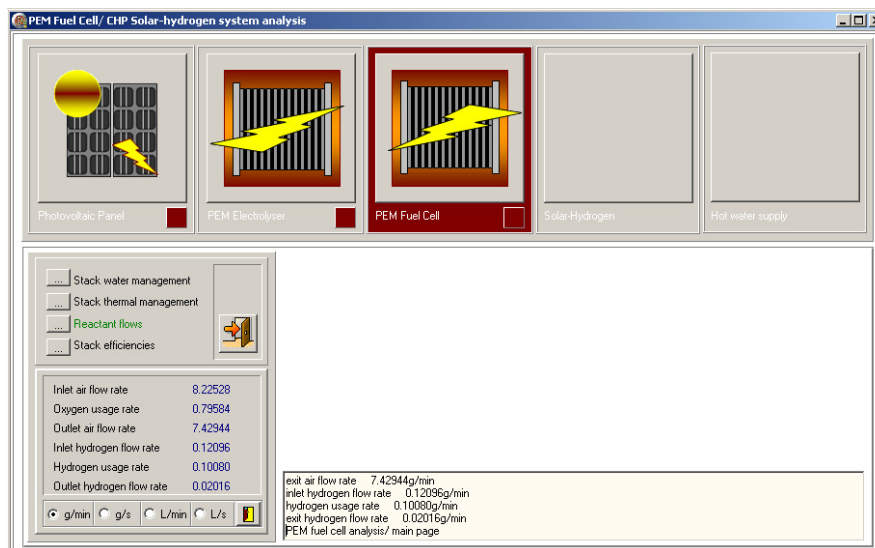 PEM Fuel Cell/ CHP Solar-hydrogen system analysis
Photovoltaic Panel
PEM Electrolyser
PEM Fuel Cell
Solar-Hydrogen
Hot water supply
... Stack water management
... Stack thermal management
... Reactant flows
... Stack efficiencies
Inlet air flow rate 8.22528
Oxygen usage rate 0.79584
Outlet air flow rate 7.42944
Inlet hydrogen flow rate 0.12096
Hydrogen usage rate 0.10080
Outlet hydrogen flow rate 0.02016
g/min g/s L/min L/s
exit air flow rate 7.42944g/min
inlet hydrogen flow rate 0.12096g/min
hydrogen usage rate 0.10080g/min
exit hydrogen flow rate 0.02016g/min
PEM fuel cell analysis/ main page